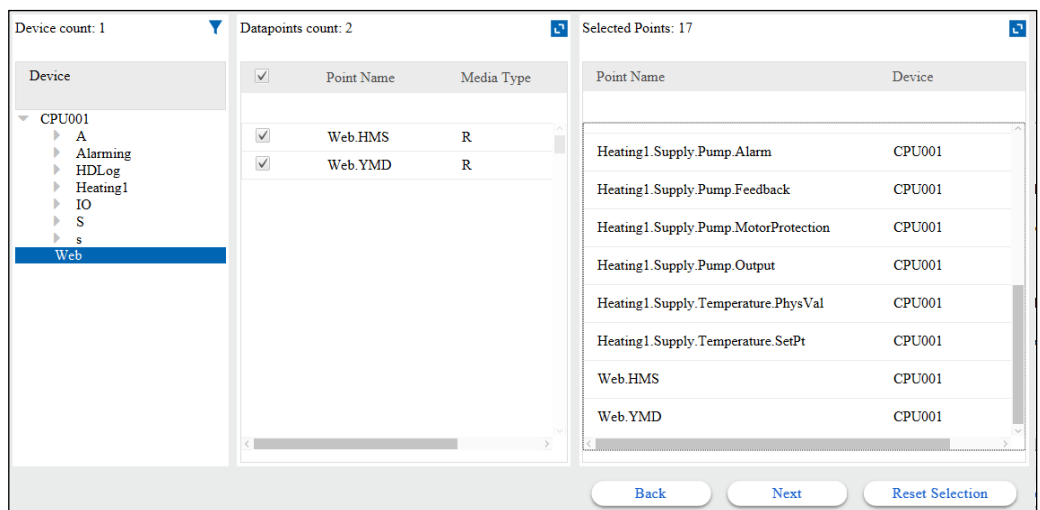 Device count: 1
Device
CPU001
A
Alarming
HDLog
Heating1
IO
S
s
Web
Datapoints count: 2
Point Name Media Type
Web.HMS R
Web.YMD R
Selected Points: 17
Point Name Device
Heating1.Supply.Pump.Alarm CPU001
Heating1.Supply.Pump.Feedback CPU001
Heating1.Supply.Pump.MotorProtection CPU001
Heating1.Supply.Pump.Output CPU001
Heating1.Supply.Temperature.PhysVal CPU001
Heating1.Supply.Temperature.SetPt CPU001
Web.HMS CPU001
Web.YMD CPU001
Back Next Reset Selection